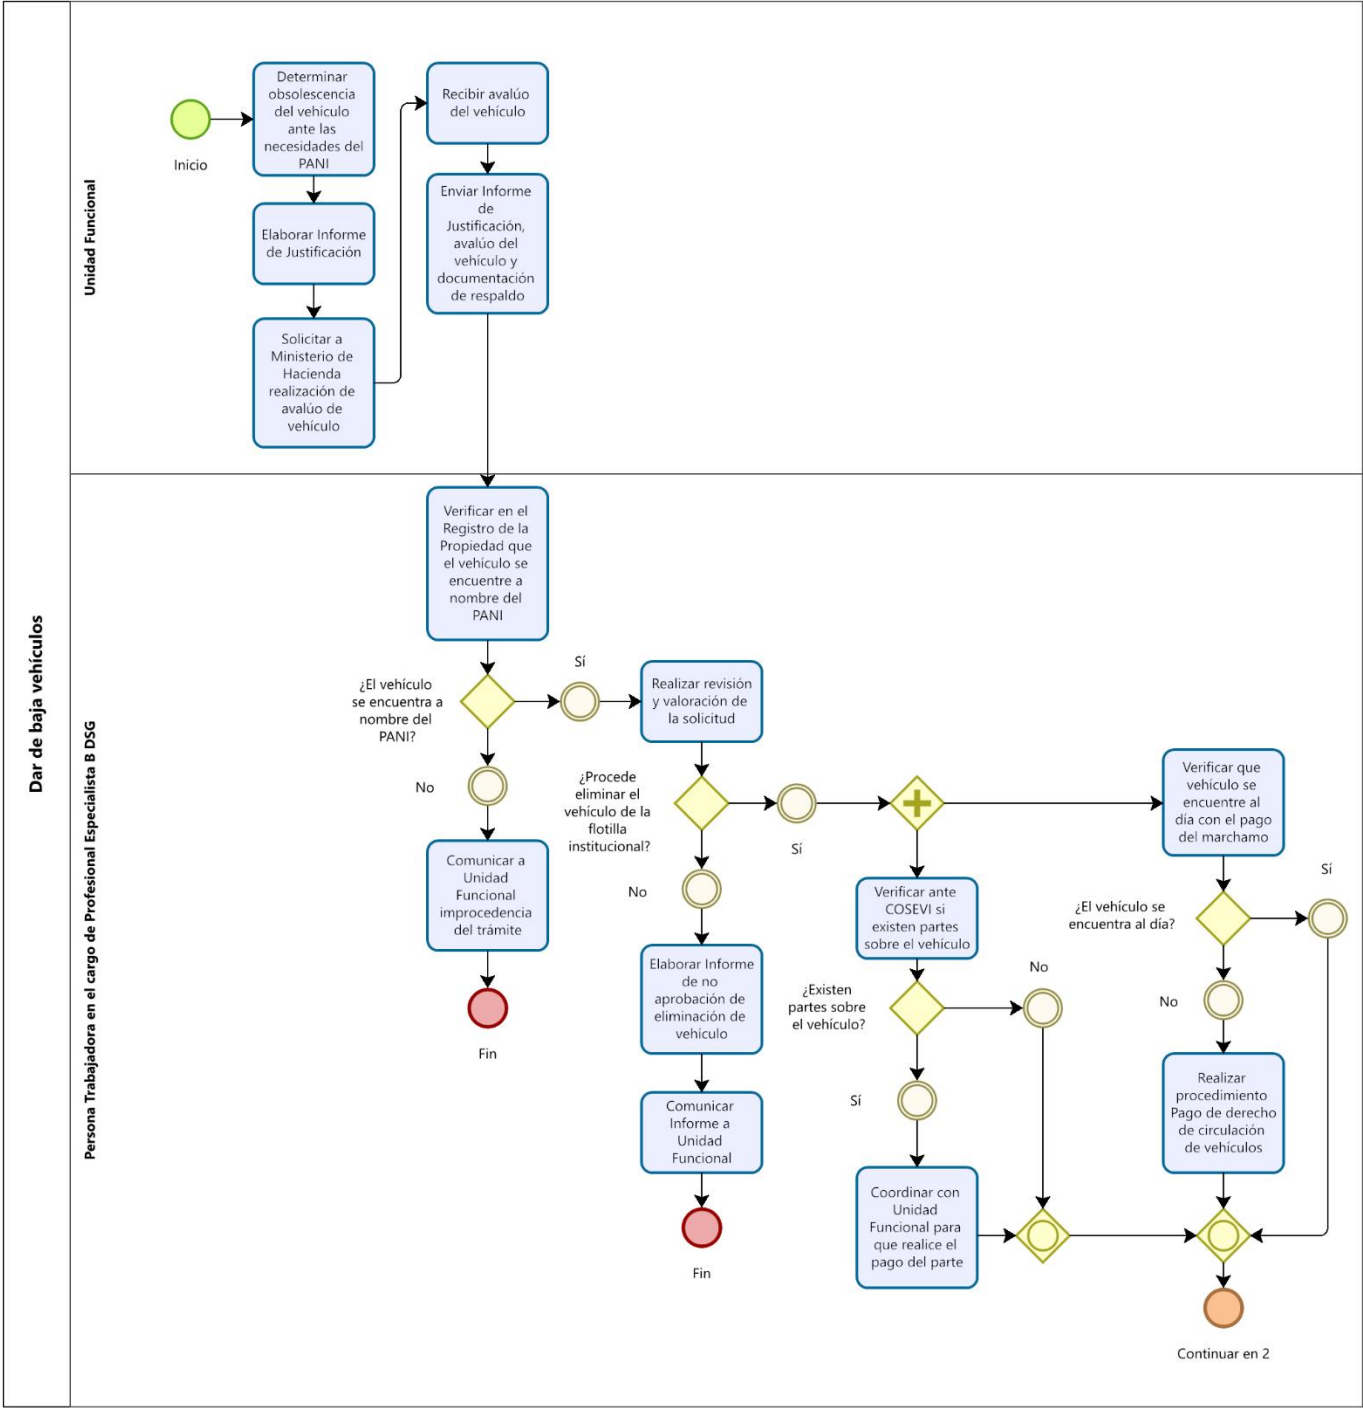 Dar de baja vehículos
Unidad Funcional
Inicio
Determinar
obsolescencia
del vehículo
ante las
necesidades del
PANI
Elaborar Informe
de Justificación
Solicitar a
Ministerio de
Hacienda
realización de
avalúo de
vehículo
Recibir avalúo
del vehículo
Enviar Informe
de
Justificación,
avalúo del
vehículo y
documentación
de respaldo
Persona Trabajadora en el cargo de Profesional Especialista B DSG
Verificar en el
Registro de la
Propiedad que
el vehículo se
encuentre a
nombre del
PANI
¿El vehículo
se encuentra a
nombre del
PANI?
Sí
No
Comunicar a
Unidad
Funcional
improcedencia
del trámite
Fin
Realizar revisión
y valoración de
la solicitud
¿Procede
eliminar el
vehículo de la
flotilla
institucional?
Sí
No
Elaborar Informe
de no
aprobación de
eliminación de
vehículo
Comunicar
Informe a
Unidad
Funcional
Fin
Verificar ante
COSEVI si
existen partes
sobre el vehículo
¿Existen
partes sobre
el vehículo?
No
Sí
Coordinar con
Unidad
Funcional para
que realice el
pago del parte
Verificar que
vehículo se
encuentre al
día con el pago
del marchamo
¿El vehículo se
encuentra al día?
Sí
No
Realizar
procedimiento
Pago de derecho
de circulación
de vehículos
Continuar en 2